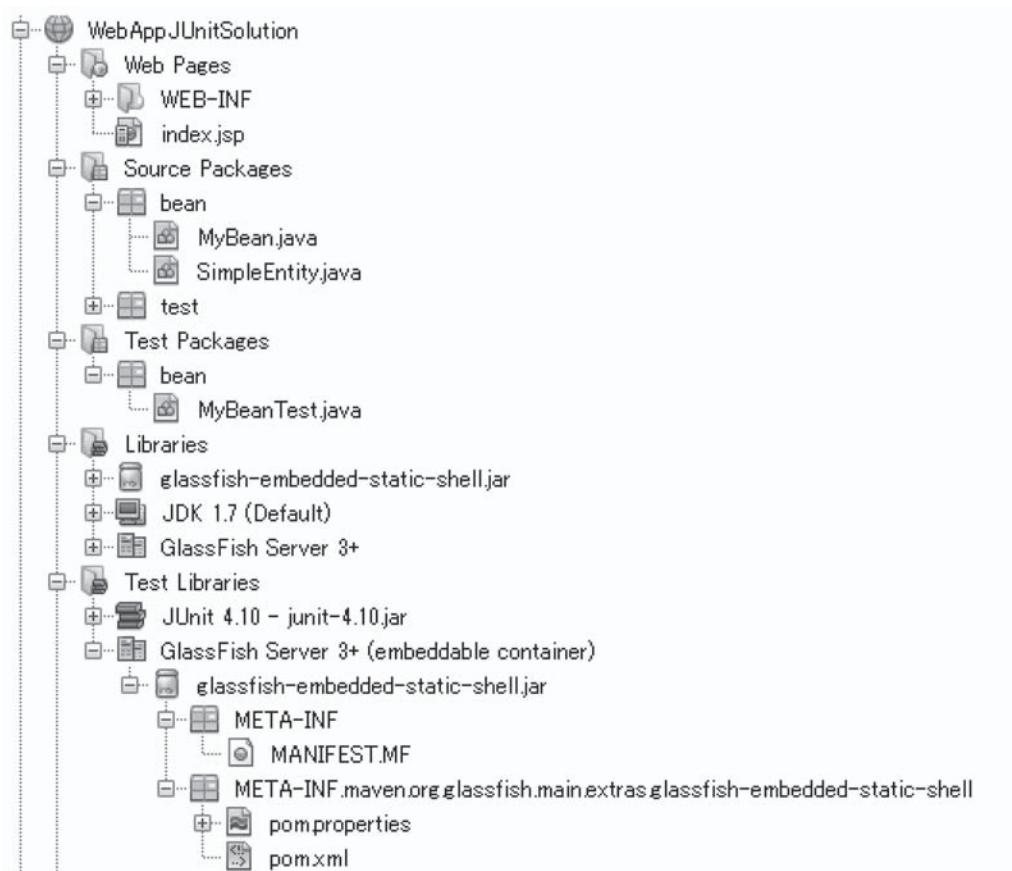 WebAppJUnitSolution
Web Pages
WEB-INF
index.jsp
Source Packages
bean
MyBean.java
SimpleEntity.java
test
Test Packages
bean
MyBeanTest.java
Libraries
glassfish-embedded-static-shell.jar
JDK 1.7 (Default)
GlassFish Server 3+
Test Libraries
JUnit 4.10 - junit-4.10.jar
GlassFish Server 3+ (embeddable container)
glassfish-embedded-static-shell.jar
META-INF
MANIFEST.MF
META-INF.maven.org.glassfish.main.extras.glassfish-embedded-static-shell
pom.properties
pom.xml